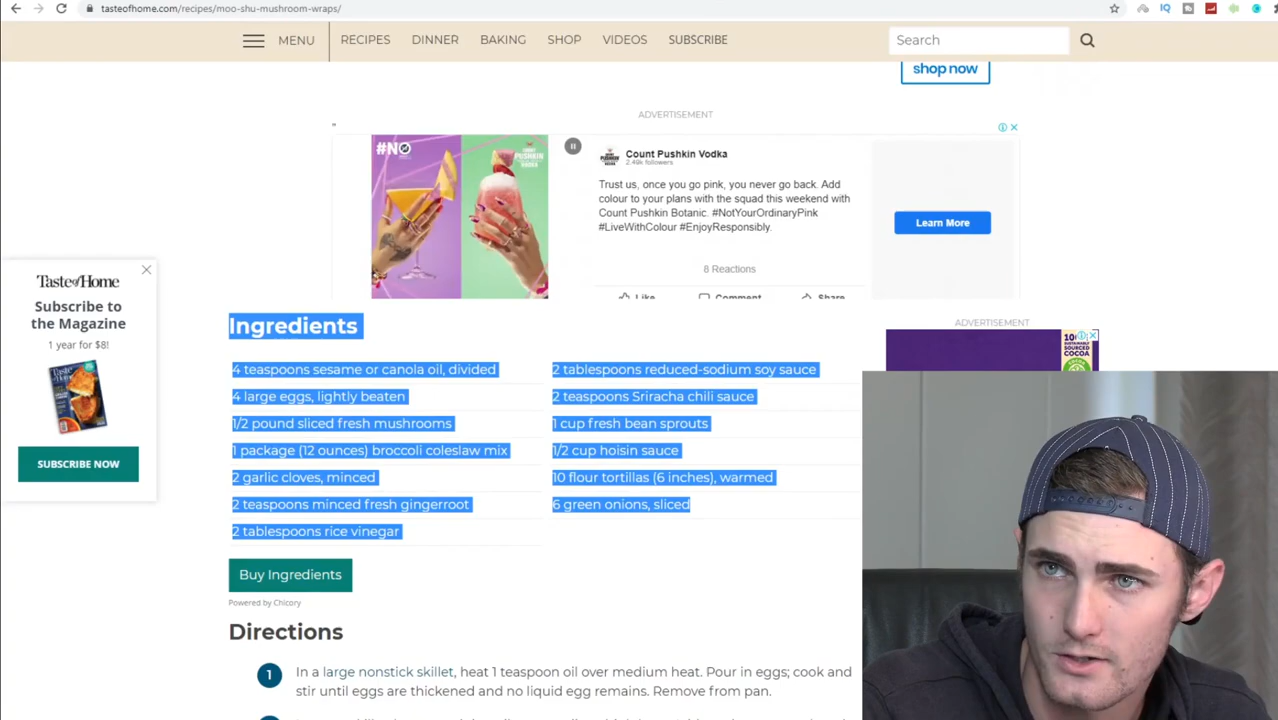 tasteofhome.com/recipes/moo-shu-mushroom-wraps/
IQ
MENU
RECIPES
DINNER
BAKING
SHOP
VIDEOS
SUBSCRIBE
Search
shop now
ADVERTISEMENT
#NO
Count Pushkin Vodka
2.49k followers
Trust us, once you go pink, you never go back. Add
colour to your plans with the squad this weekend with
Count Pushkin Botanic. #NotYourOrdinaryPink
#LiveWithColour #EnjoyResponsibly.
8 Reactions
Like
Comment
Share
Learn More
Taste of Home
Subscribe to
the Magazine
1 year for $8!
SUBSCRIBE NOW
ADVERTISEMENT
SUSTAINABLY
SOURCED
COCOA
Ingredients
4 teaspoons sesame or canola oil, divided
4 large eggs, lightly beaten
1/2 pound sliced fresh mushrooms
1 package (12 ounces) broccoli coleslaw mix
2 garlic cloves, minced
2 teaspoons minced fresh gingerroot
2 tablespoons rice vinegar
2 tablespoons reduced-sodium soy sauce
2 teaspoons Sriracha chili sauce
1 cup fresh bean sprouts
1/2 cup hoisin sauce
10 flour tortillas (6 inches), warmed
6 green onions, sliced
Buy Ingredients
Powered by Chicory
Directions
1
In a large nonstick skillet, heat 1 teaspoon oil over medium heat. Pour in eggs; cook and
stir until eggs are thickened and no liquid egg remains. Remove from pan.